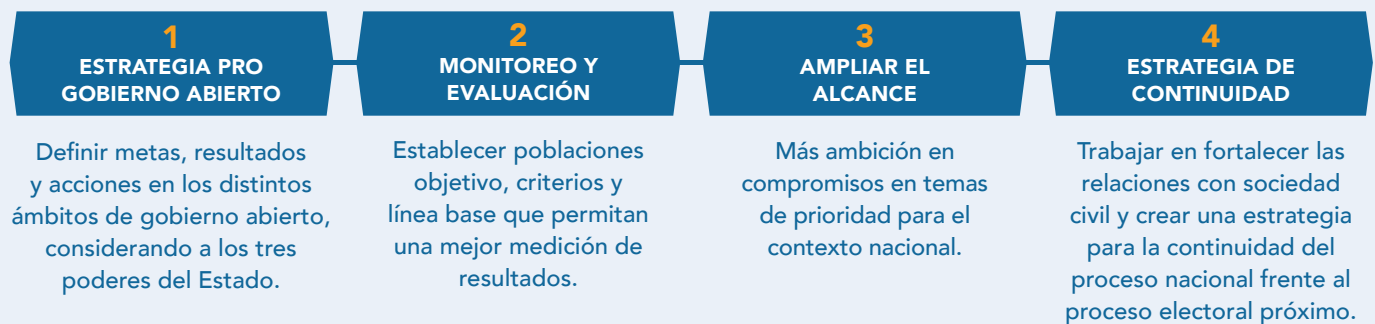 1
ESTRATEGIA PRO
GOBIERNO ABIERTO
Definir metas, resultados
y acciones en los distintos
ámbitos de gobierno abierto,
considerando a los tres
poderes del Estado.
2
MONITOREO Y
EVALUACIÓN
Establecer poblaciones
objetivo, criterios y
línea base que permitan
una mejor medición de
resultados.
3
AMPLIAR EL
ALCANCE
Más ambición en
compromisos en temas
de prioridad para el
contexto nacional.
4
ESTRATEGIA DE
CONTINUIDAD
Trabajar en fortalecer las
relaciones con sociedad
civil y crear una estrategia
para la continuidad del
proceso nacional frente al
proceso electoral próximo.